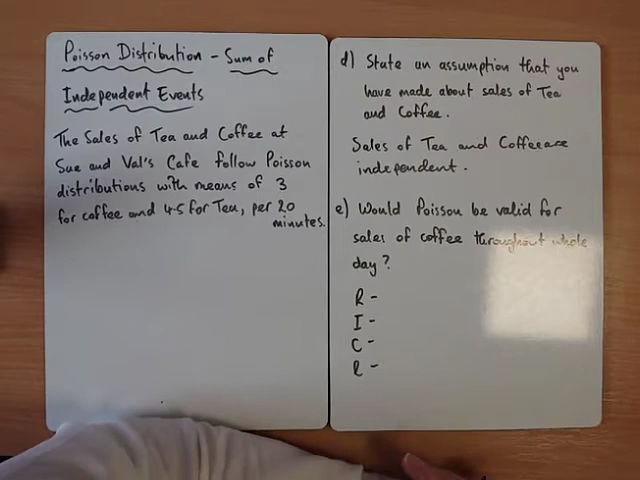 Poisson Distribution - Sum of
Independent Events
The Sales of Tea and Coffee at
Sue and Val's Cafe follow Poisson
distributions with means of 3
for coffee and 4.5 for Tea, per 20
minutes.
d) State an assumption that you
have made about sales of Tea
and Coffee.
Sales of Tea and Coffee are
independent.
e) Would Poisson be valid for
sales of coffee throughout whole
day?
R -
I -
C -
R -